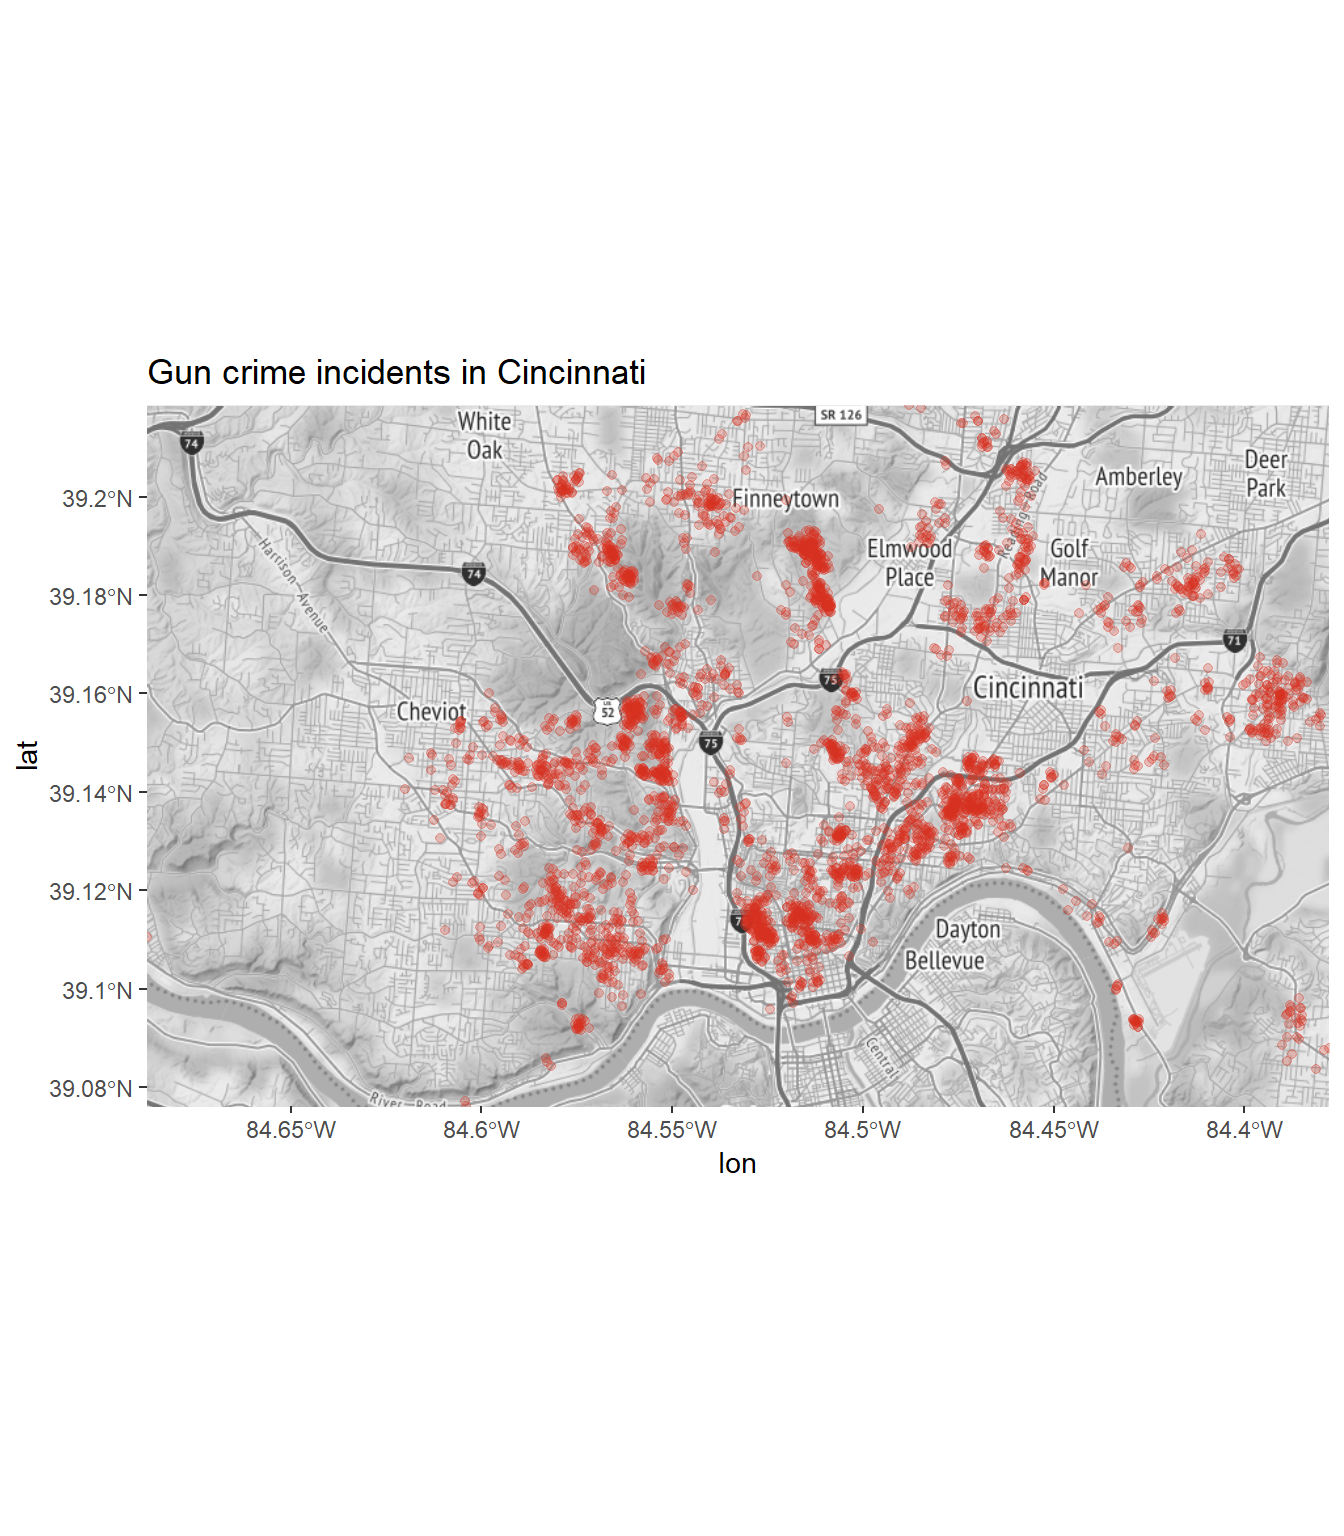 Gun crime incidents in Cincinnati
SR 126
White
Oak
74
Deer
Park
Amberley
39.2°N
Finneytown
Reading Road
Elmwood
Place
Golf
Manor
Harrison Avenue
74
39.18°N
71
39.16°N
75
Cincinnati
US
52
Cheviot
75
lat
39.14°N
39.12°N
Dayton
Bellevue
39.1°N
Central
39.08°N
River Road
84.65°W
84.6°W
84.55°W
84.5°W
84.45°W
84.4°W
lon